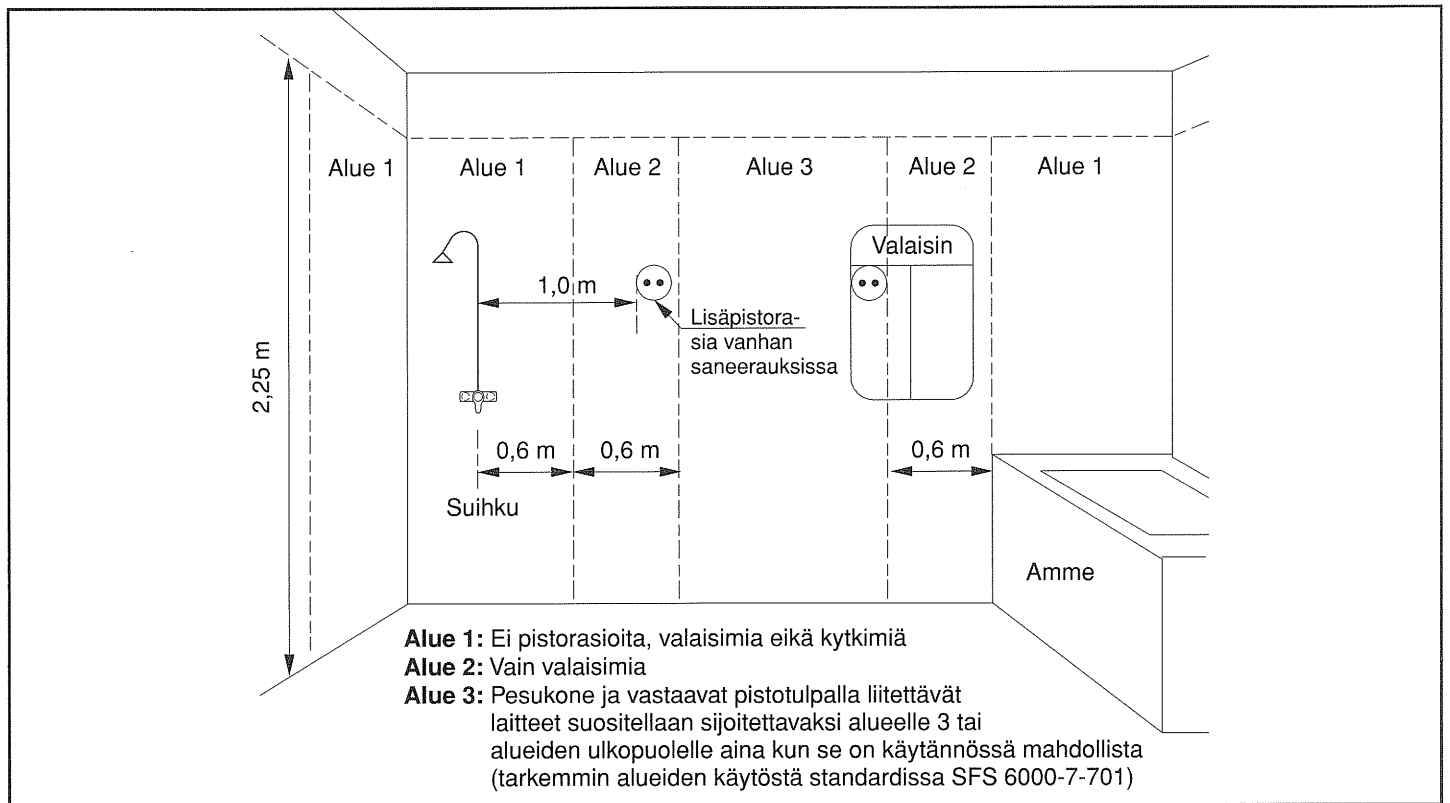 Alue 1
Alue 1
Alue 2
Alue 3
Alue 2
Alue 1
Valaisin
1,0 m
Lisäpistora-
sia vanhan
saneerauksissa
2,25 m
0,6 m
0,6 m
0,6 m
Suihku
Amme
Alue 1: Ei pistorasioita, valaisimia eikä kytkimiä
Alue 2: Vain valaisimia
Alue 3: Pesukone ja vastaavat pistotulpalla liitettävät
laitteet suositellaan sijoitettavaksi alueelle 3 tai
alueiden ulkopuolelle aina kun se on käytännössä mahdollista
(tarkemmin alueiden käytöstä standardissa SFS 6000-7-701)